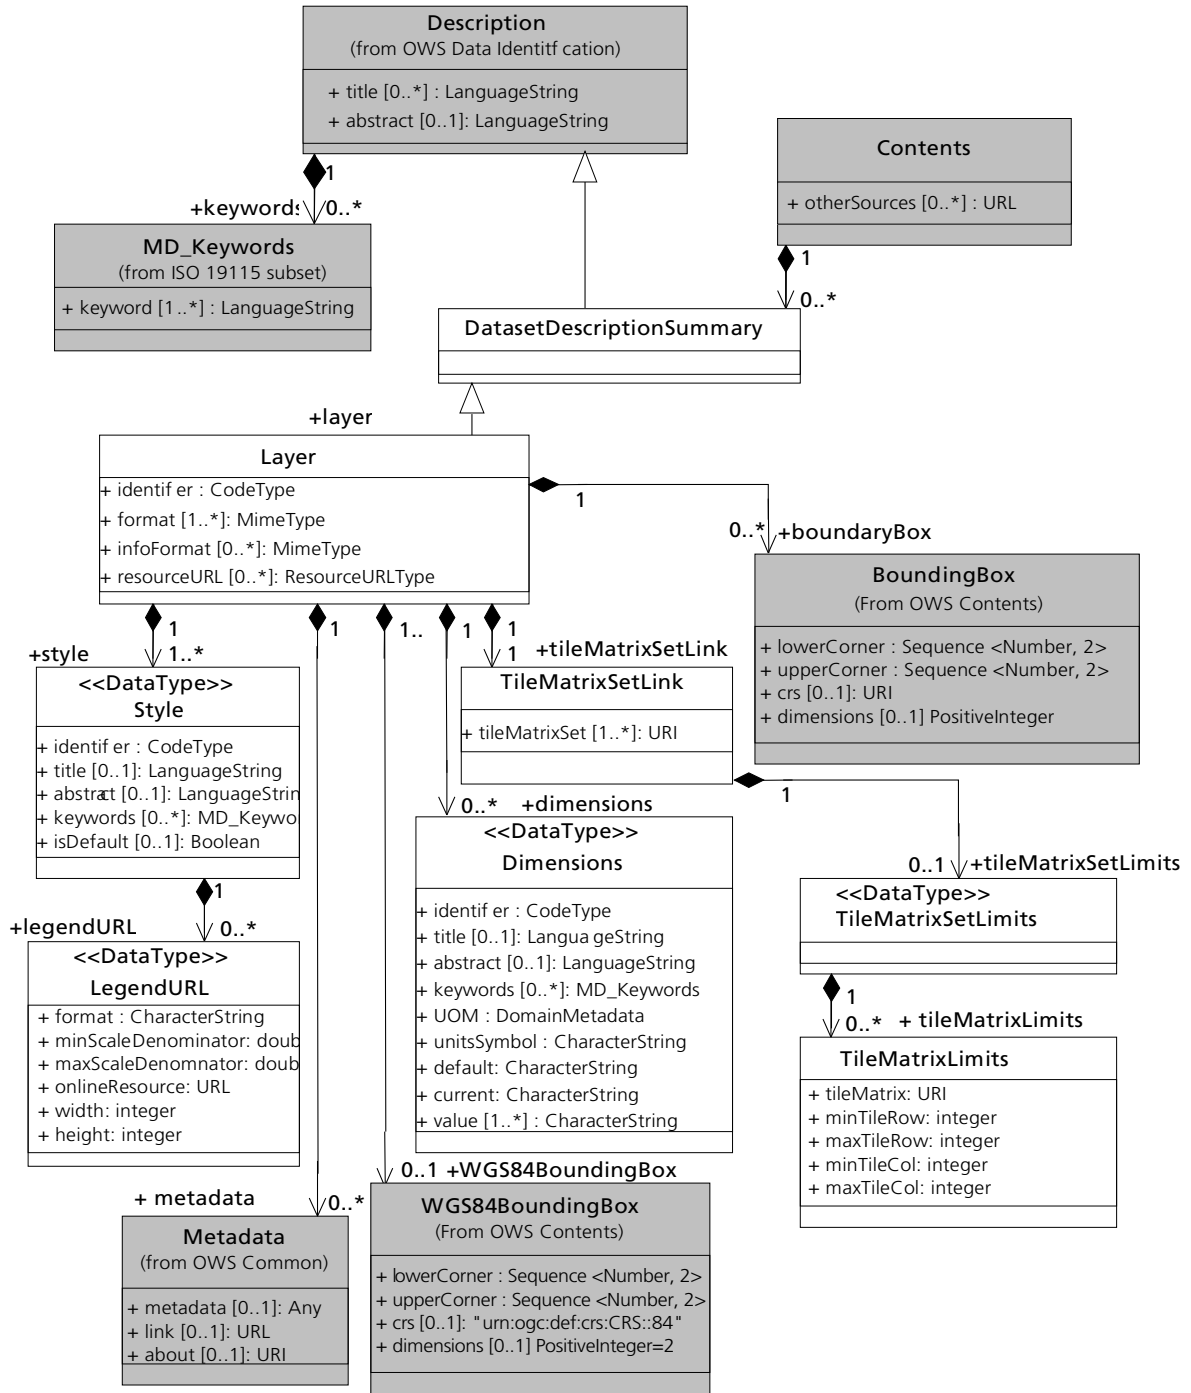 Description
(from OWS Data Identitf cation)
+ title [0..*] : LanguageString
+ abstract [0..1]: LanguageString
Contents
+ otherSources [0..*] : URL
1
+keywords
0..*
MD_Keywords
(from ISO 19115 subset)
+ keyword [1..*] : LanguageString
1
0..*
DatasetDescriptionSummary
+layer
Layer
+ identif er : CodeType
+ format [1..*]: MimeType
+ infoFormat [0..*]: MimeType
+ resourceURL [0..*]: ResourceURLType
1
0..*
+boundaryBox
BoundingBox
(From OWS Contents)
+ lowerCorner : Sequence <Number, 2>
+ upperCorner : Sequence <Number, 2>
+ crs [0..1]: URI
+ dimensions [0..1] PositiveInteger
1
1
1..
1
1
+style
1..*
1
+tileMatrixSetLink
<<DataType>>
Style
+ identif er : CodeType
+ title [0..1]: LanguageString
+ abstract [0..1]: LanguageStrin
+ keywords [0..*]: MD_Keywo
+ isDefault [0..1]: Boolean
TileMatrixSetLink
+ tileMatrixSet [1..*]: URI
1
0..1
+tileMatrixSetLimits
<<DataType>>
TileMatrixSetLimits
0..*
+dimensions
<<DataType>>
Dimensions
+ identif er : CodeType
+ title [0..1]: Langua geString
+ abstract [0..1]: LanguageString
+ keywords [0..*]: MD_Keywords
+ UOM : DomainMetadata
+ unitsSymbol : CharacterString
+ default: CharacterString
+ current: CharacterString
+ value [1..*] : CharacterString
1
+legendURL
0..*
<<DataType>>
LegendURL
+ format : CharacterString
+ minScaleDenominator: doub
+ maxScaleDenomnator: doub
+ onlineResource: URL
+ width: integer
+ height: integer
1
0..*
+ tileMatrixLimits
TileMatrixLimits
+ tileMatrix: URI
+ minTileRow: integer
+ maxTileRow: integer
+ minTileCol: integer
+ maxTileCol: integer
+ metadata
0..*
Metadata
(from OWS Common)
+ metadata [0..1]: Any
+ link [0..1]: URL
+ about [0..1]: URI
0..1
+WGS84BoundingBox
WGS84BoundingBox
(From OWS Contents)
+ lowerCorner : Sequence <Number, 2>
+ upperCorner : Sequence <Number, 2>
+ crs [0..1]: "urn:ogc:def:crs:CRS::84"
+ dimensions [0..1] PositiveInteger=2